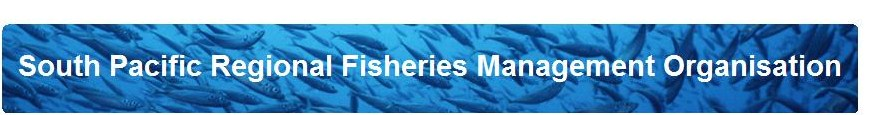 South Pacific Regional Fisheries Management Organisation